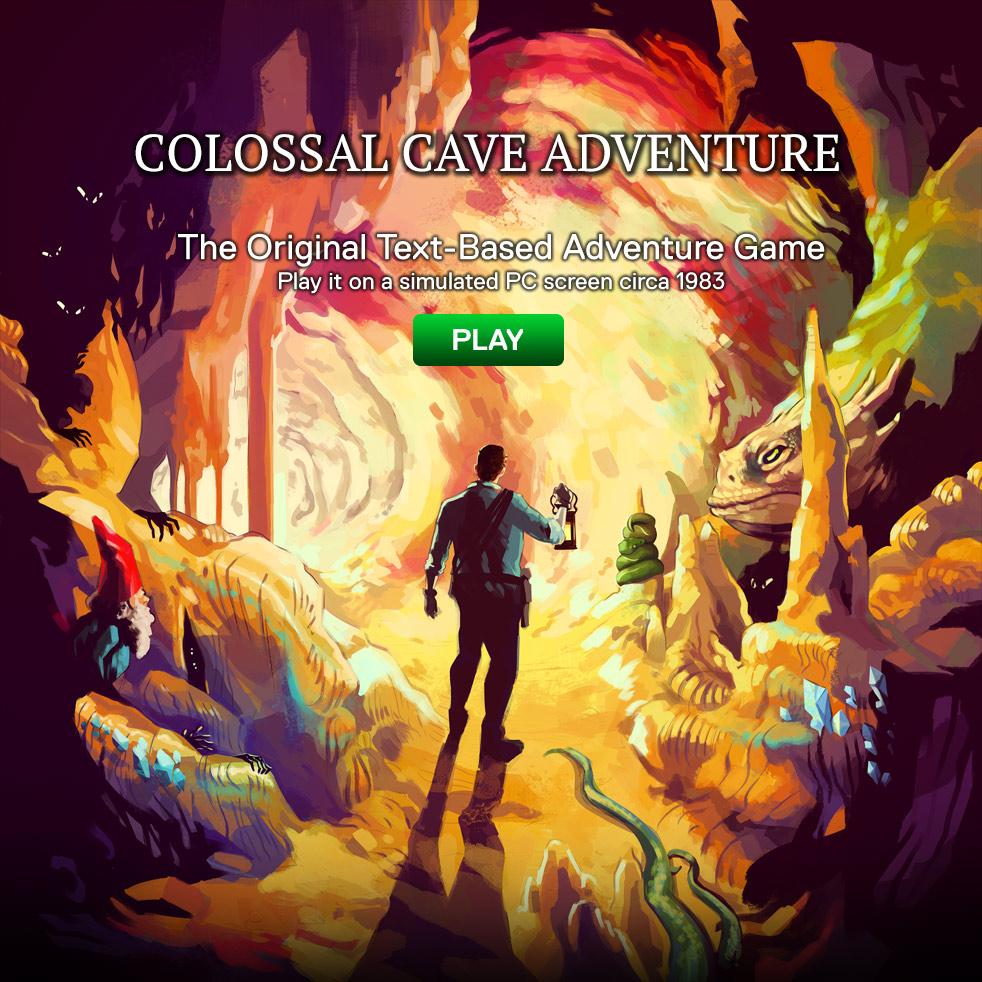 COLOSSAL CAVE ADVENTURE
The Original Text-Based Adventure Game
Play it on a simulated PC screen circa 1983
PLAY